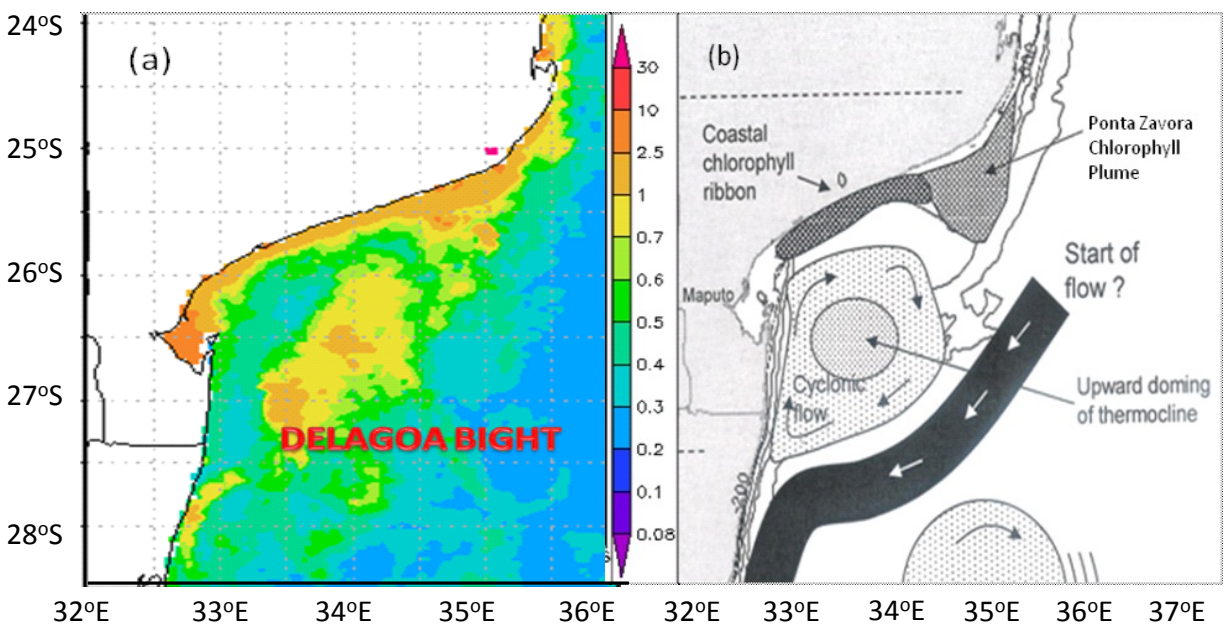 24ºS
25ºS
26ºS
27ºS
28ºS
(a)
DELAGOA BIGHT
30
10
2.5
1
0.7
0.6
0.5
0.4
0.3
0.2
0.1
0.08
32ºE
33ºE
34ºE
35ºE
36ºE
(b)
Coastal
chlorophyll
ribbon
Ponta Zavora
Chlorophyll
Plume
Start of
flow ?
Maputo
Cyclonic
flow
Upward doming
of thermocline
200
32ºE
33ºE
34ºE
35ºE
36ºE
37ºE